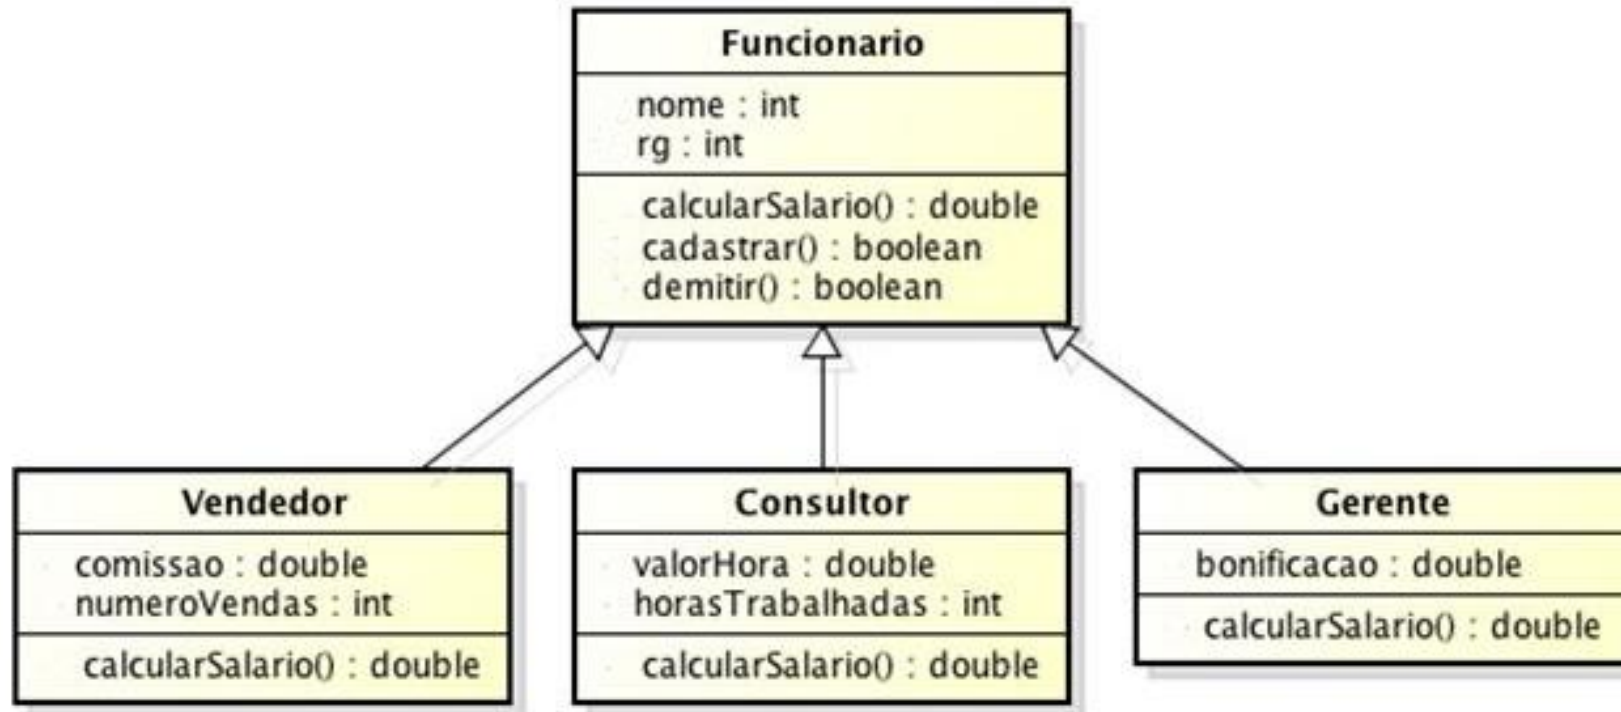 Funcionario
nome : int
rg : int
calcularSalario() : double
cadastrar() : boolean
demitir() : boolean
Vendedor
comissao : double
numeroVendas : int
calcularSalario() : double
Consultor
valorHora : double
horasTrabalhadas : int
calcularSalario() : double
Gerente
bonificacao : double
calcularSalario() : double